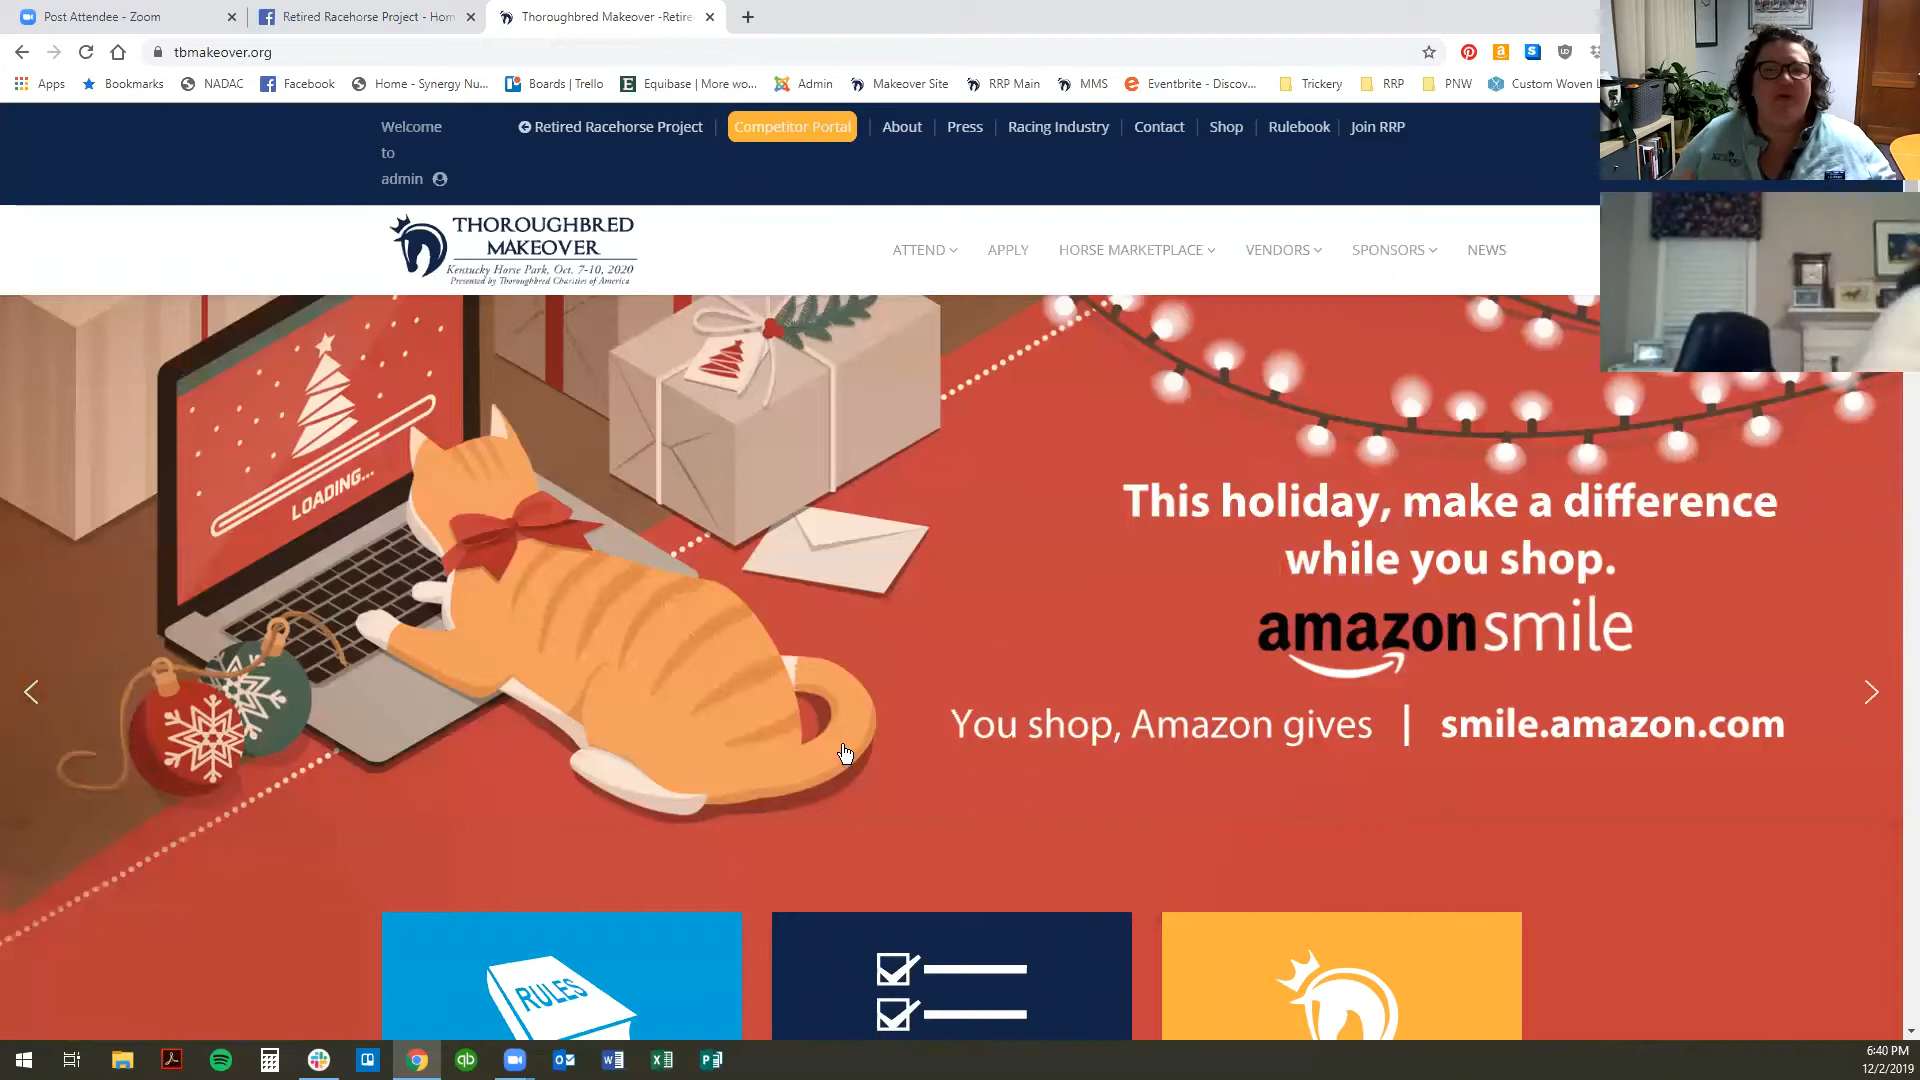 Post Attendee - Zoom
Retired Racehorse Project - Hom
Thoroughbred Makeover -Retire
tbmakeover.org
Apps
Bookmarks
NADAC
Facebook
Home - Synergy Nu...
Boards | Trello
Equibase | More wo...
Admin
Makeover Site
RRP Main
MMS
Eventbrite - Discov...
Trickery
RRP
PNW
Custom Woven L
Welcome
to
admin
Retired Racehorse Project
Competitor Portal
About
Press
Racing Industry
Contact
Shop
Rulebook
Join RRP
THOROUGHBRED
MAKEOVER
Kentucky Horse Park, Oct. 7-10, 2020
Presented by Thoroughbred Charities of America
ATTEND
APPLY
HORSE MARKETPLACE
VENDORS
SPONSORS
NEWS
LOADING...
This holiday, make a difference
while you shop.
amazonsmile
You shop, Amazon gives | smile.amazon.com
RULES
6:40 PM
12/2/2019